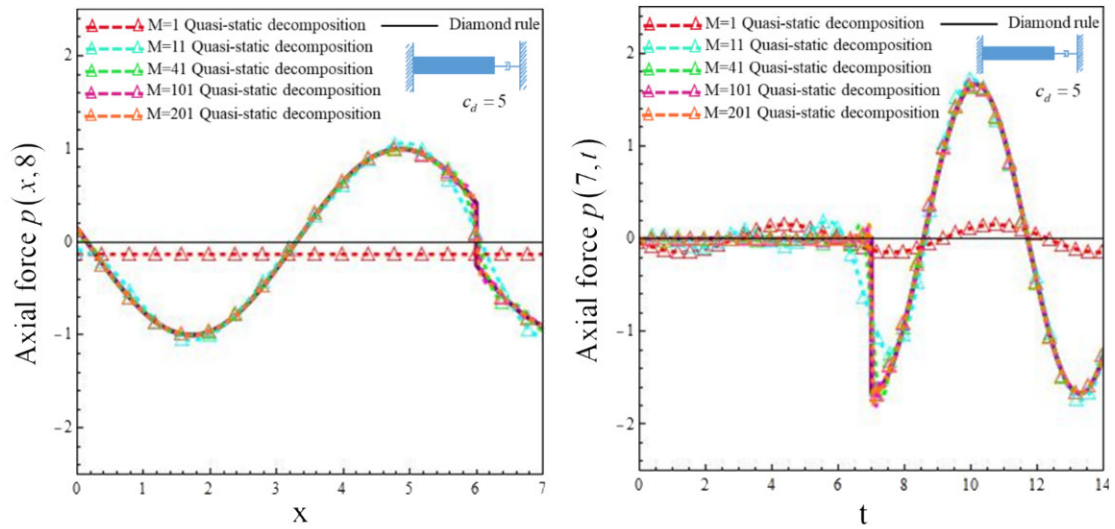 M=1 Quasi-static decomposition
Diamond rule
M=11 Quasi-static decomposition
M=41 Quasi-static decomposition
M=101 Quasi-static decomposition
M=201 Quasi-static decomposition
c_d = 5
2
1
0
-1
-2
0 1 2 3 4 5 6 7
Axial force p(x,8)
x
M=1 Quasi-static decomposition
Diamond rule
M=11 Quasi-static decomposition
M=41 Quasi-static decomposition
M=101 Quasi-static decomposition
M=201 Quasi-static decomposition
c_d = 5
2
1
0
-1
-2
0 2 4 6 8 10 12 14
Axial force p(7,t)
t